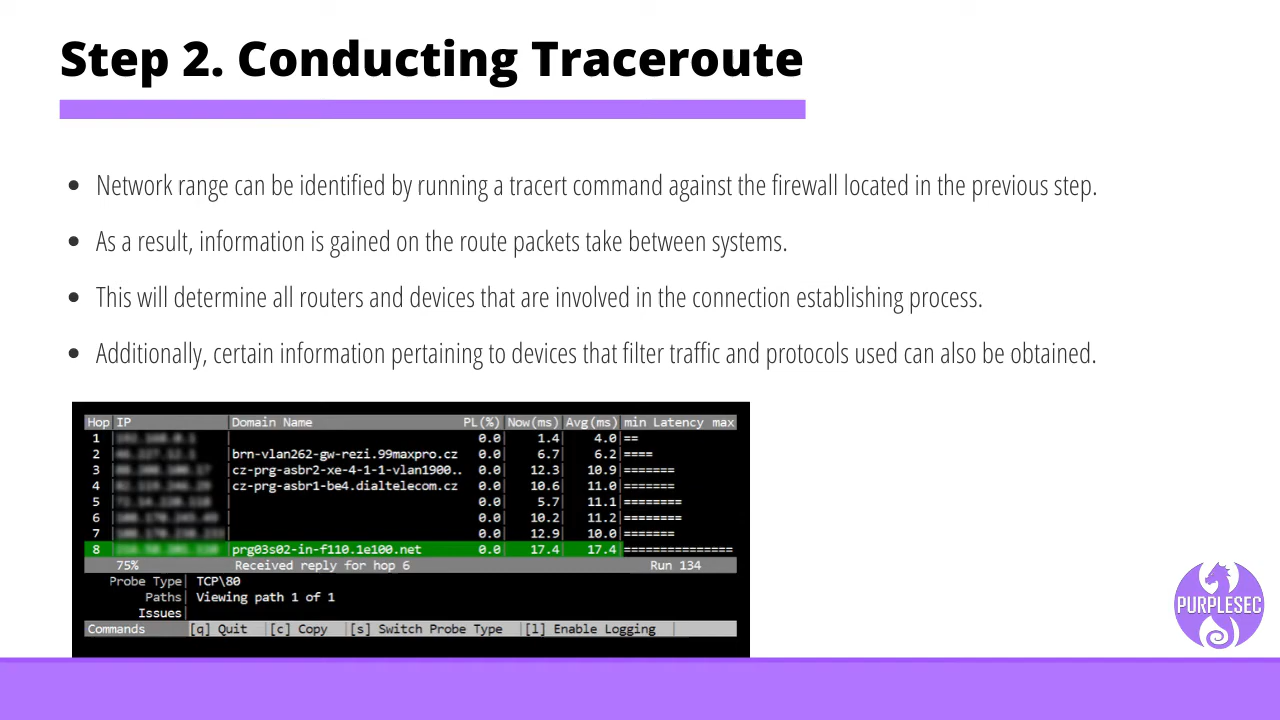 Step 2. Conducting Traceroute
Network range can be identified by running a tracert command against the firewall located in the previous step.
As a result, information is gained on the route packets take between systems.
This will determine all routers and devices that are involved in the connection establishing process.
Additionally, certain information pertaining to devices that filter traffic and protocols used can also be obtained.
Hop IP Domain Name PL(%) Now(ms) Avg(ms) min Latency max
1 0.0 1.4 4.0 ==
2 brn-vlan262-gw-rezi.99maxpro.cz 0.0 6.7 6.2 ====
3 cz-prg-asbr2-xe-4-1-1-vlan1900.. 0.0 12.3 10.9 =======
4 cz-prg-asbr1-be4.dialtelecom.cz 0.0 10.6 11.0 =======
5 0.0 5.7 11.1 ========
6 0.0 10.2 11.2 ========
7 0.0 12.9 10.0 =======
8 prg03s02-in-f110.1e100.net 0.0 17.4 17.4 ===============
75% Received reply for hop 6 Run 134
Probe Type TCP\80
Paths Viewing path 1 of 1
Issues
Commands [q] Quit [c] Copy [s] Switch Probe Type [l] Enable Logging
PURPLESEC